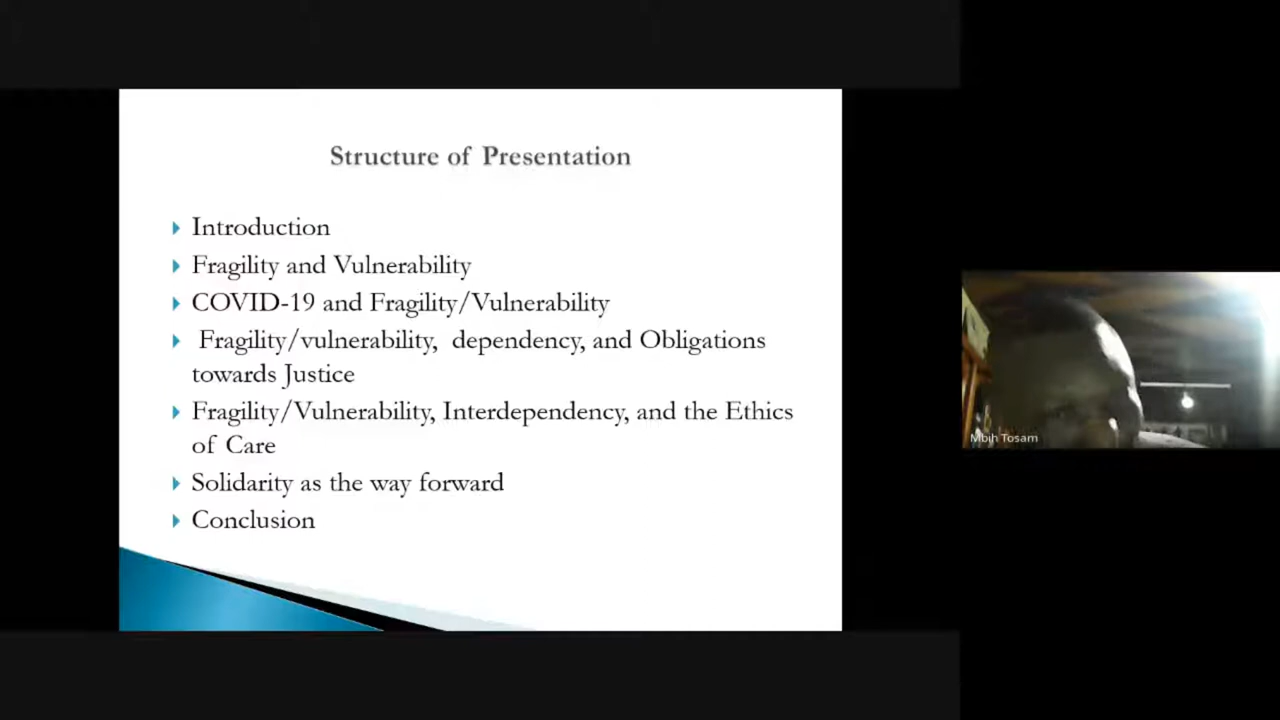 Structure of Presentation
Introduction
Fragility and Vulnerability
COVID-19 and Fragility/Vulnerability
Fragility/vulnerability, dependency, and Obligations
towards Justice
Fragility/Vulnerability, Interdependency, and the Ethics
of Care
Solidarity as the way forward
Conclusion
Mbih Tosam